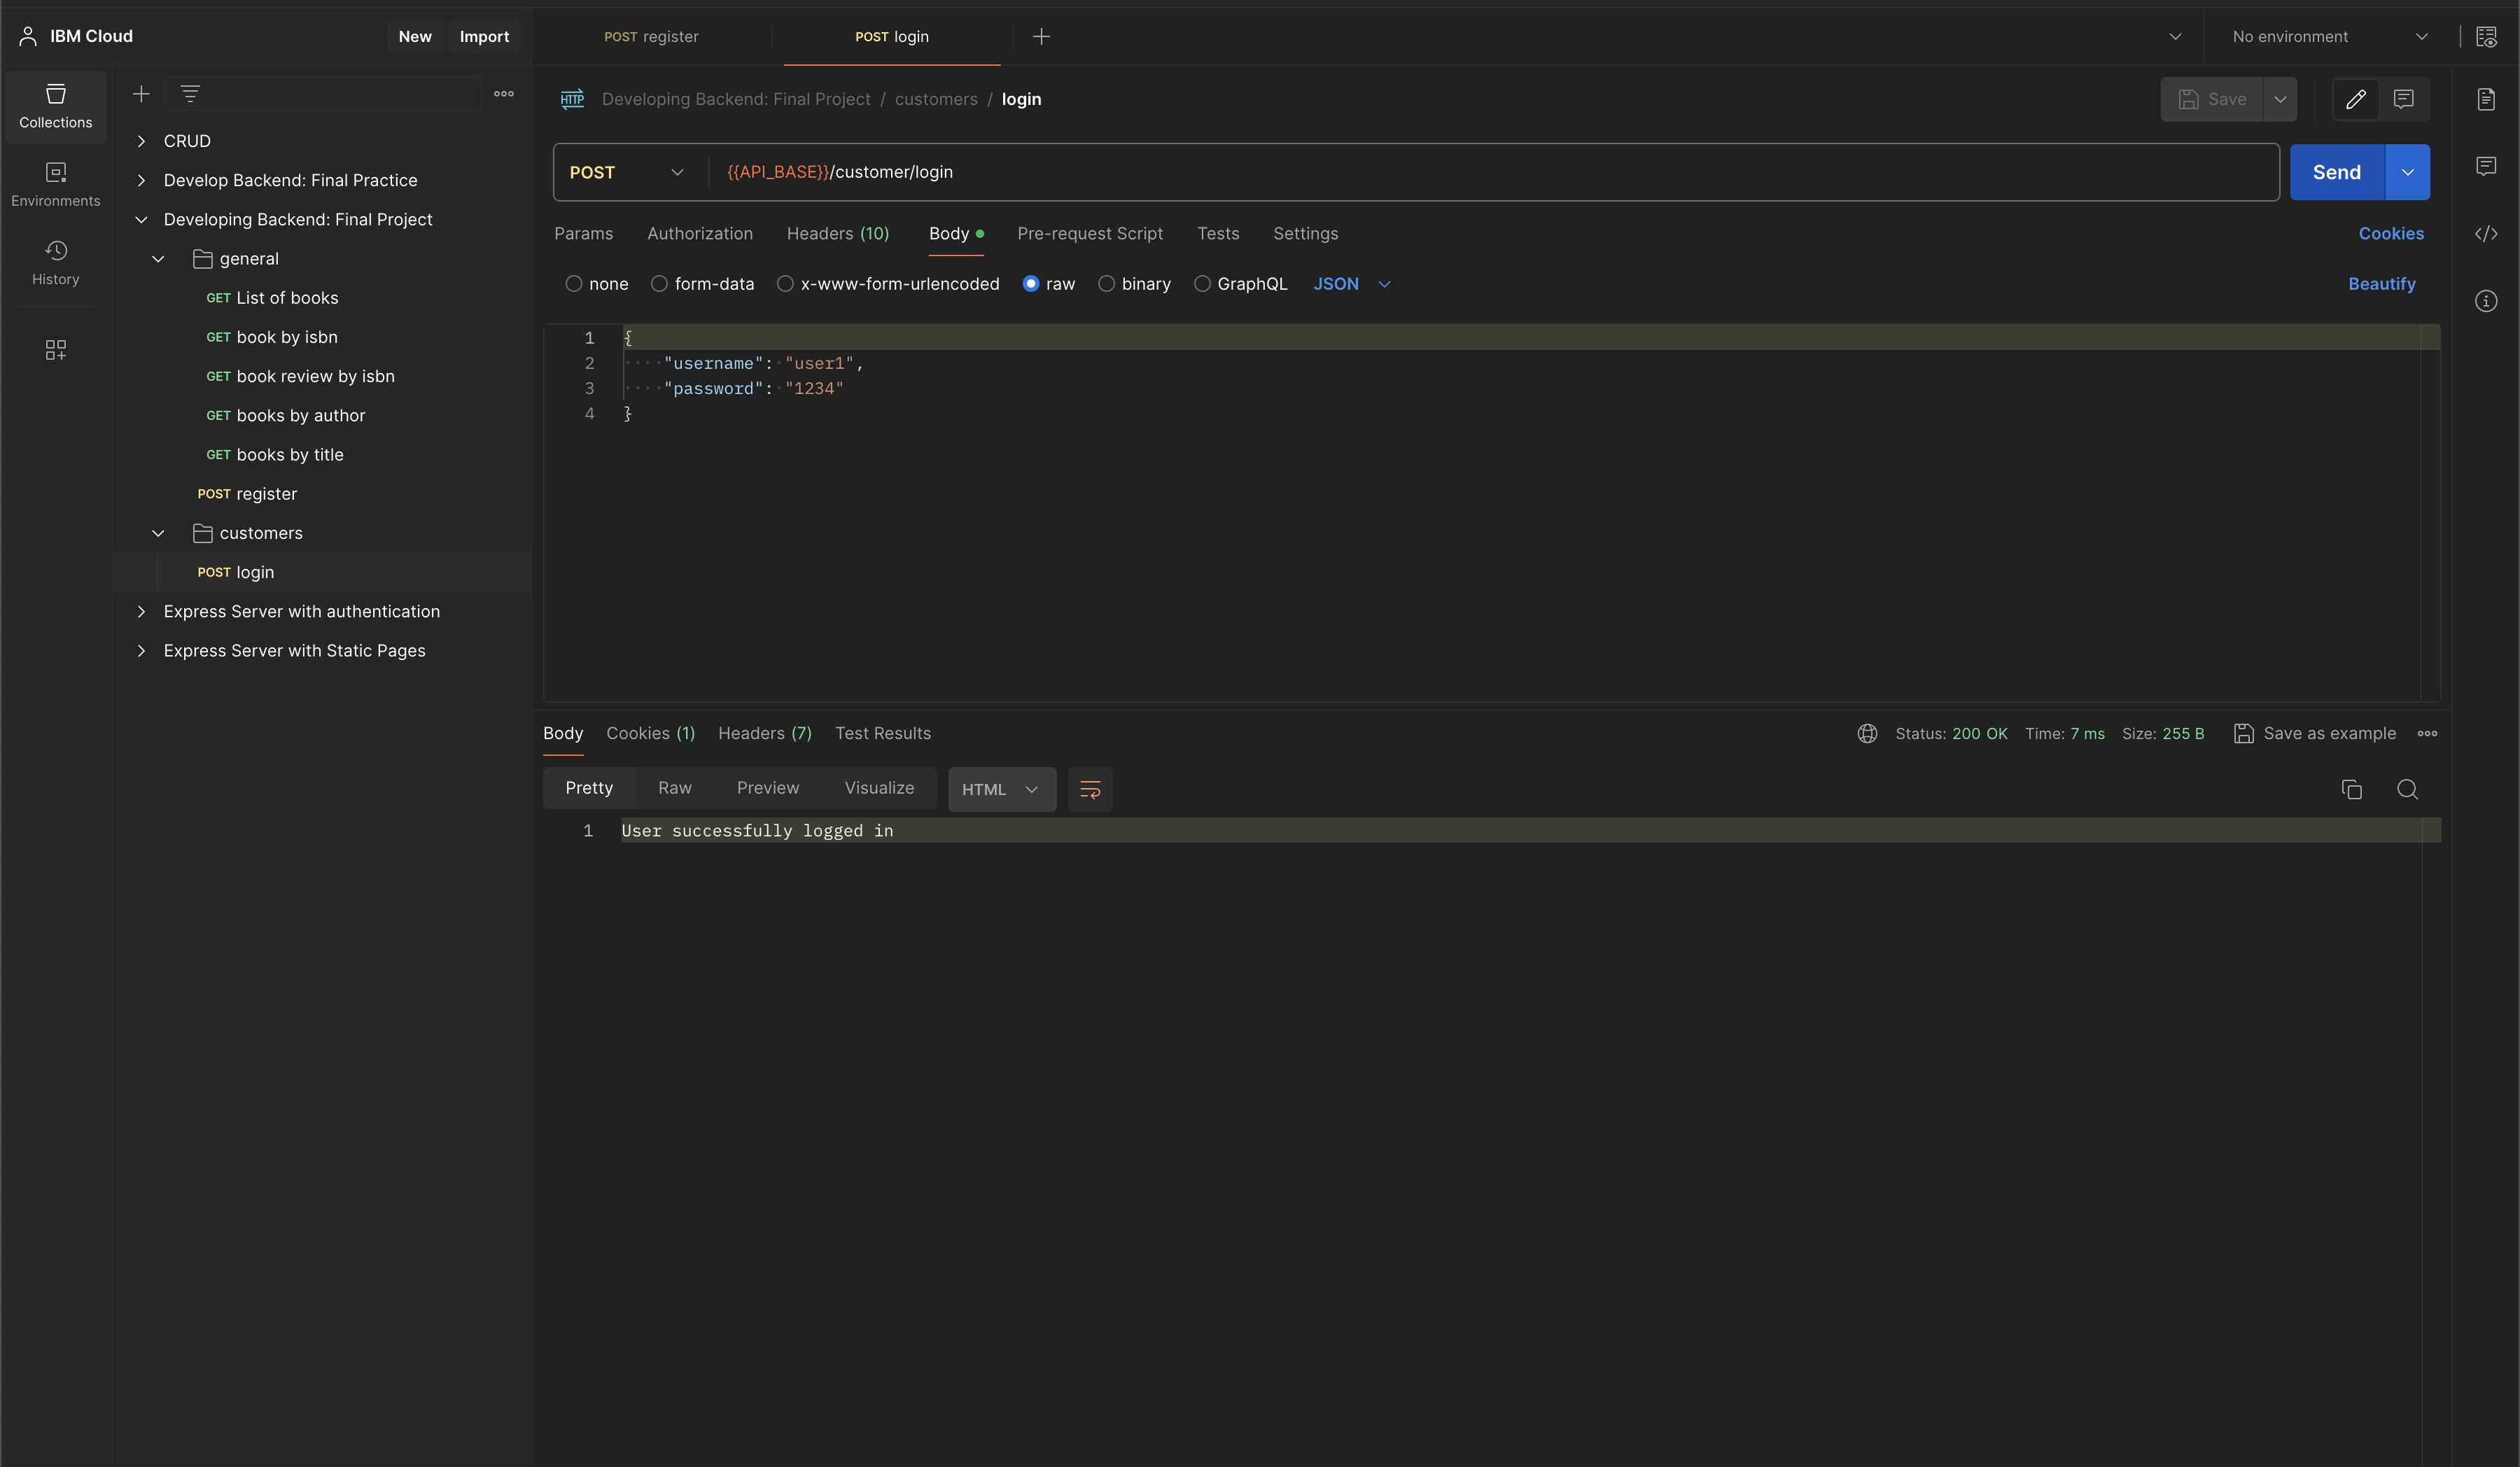 IBM Cloud
New
Import
POST register
POST login
No environment
Collections
Environments
History
CRUD
Develop Backend: Final Practice
Developing Backend: Final Project
general
GET List of books
GET book by isbn
GET book review by isbn
GET books by author
GET books by title
POST register
customers
POST login
Express Server with authentication
Express Server with Static Pages
HTTP Developing Backend: Final Project / customers / login
Save
POST
{{API_BASE}}/customer/login
Send
Params
Authorization
Headers (10)
Body
Pre-request Script
Tests
Settings
Cookies
none
form-data
x-www-form-urlencoded
raw
binary
GraphQL
JSON
Beautify
1 {
2 "username": "user1",
3 "password": "1234"
4 }
Body
Cookies (1)
Headers (7)
Test Results
Status: 200 OK Time: 7 ms Size: 255 B
Save as example
Pretty
Raw
Preview
Visualize
HTML
1 User successfully logged in